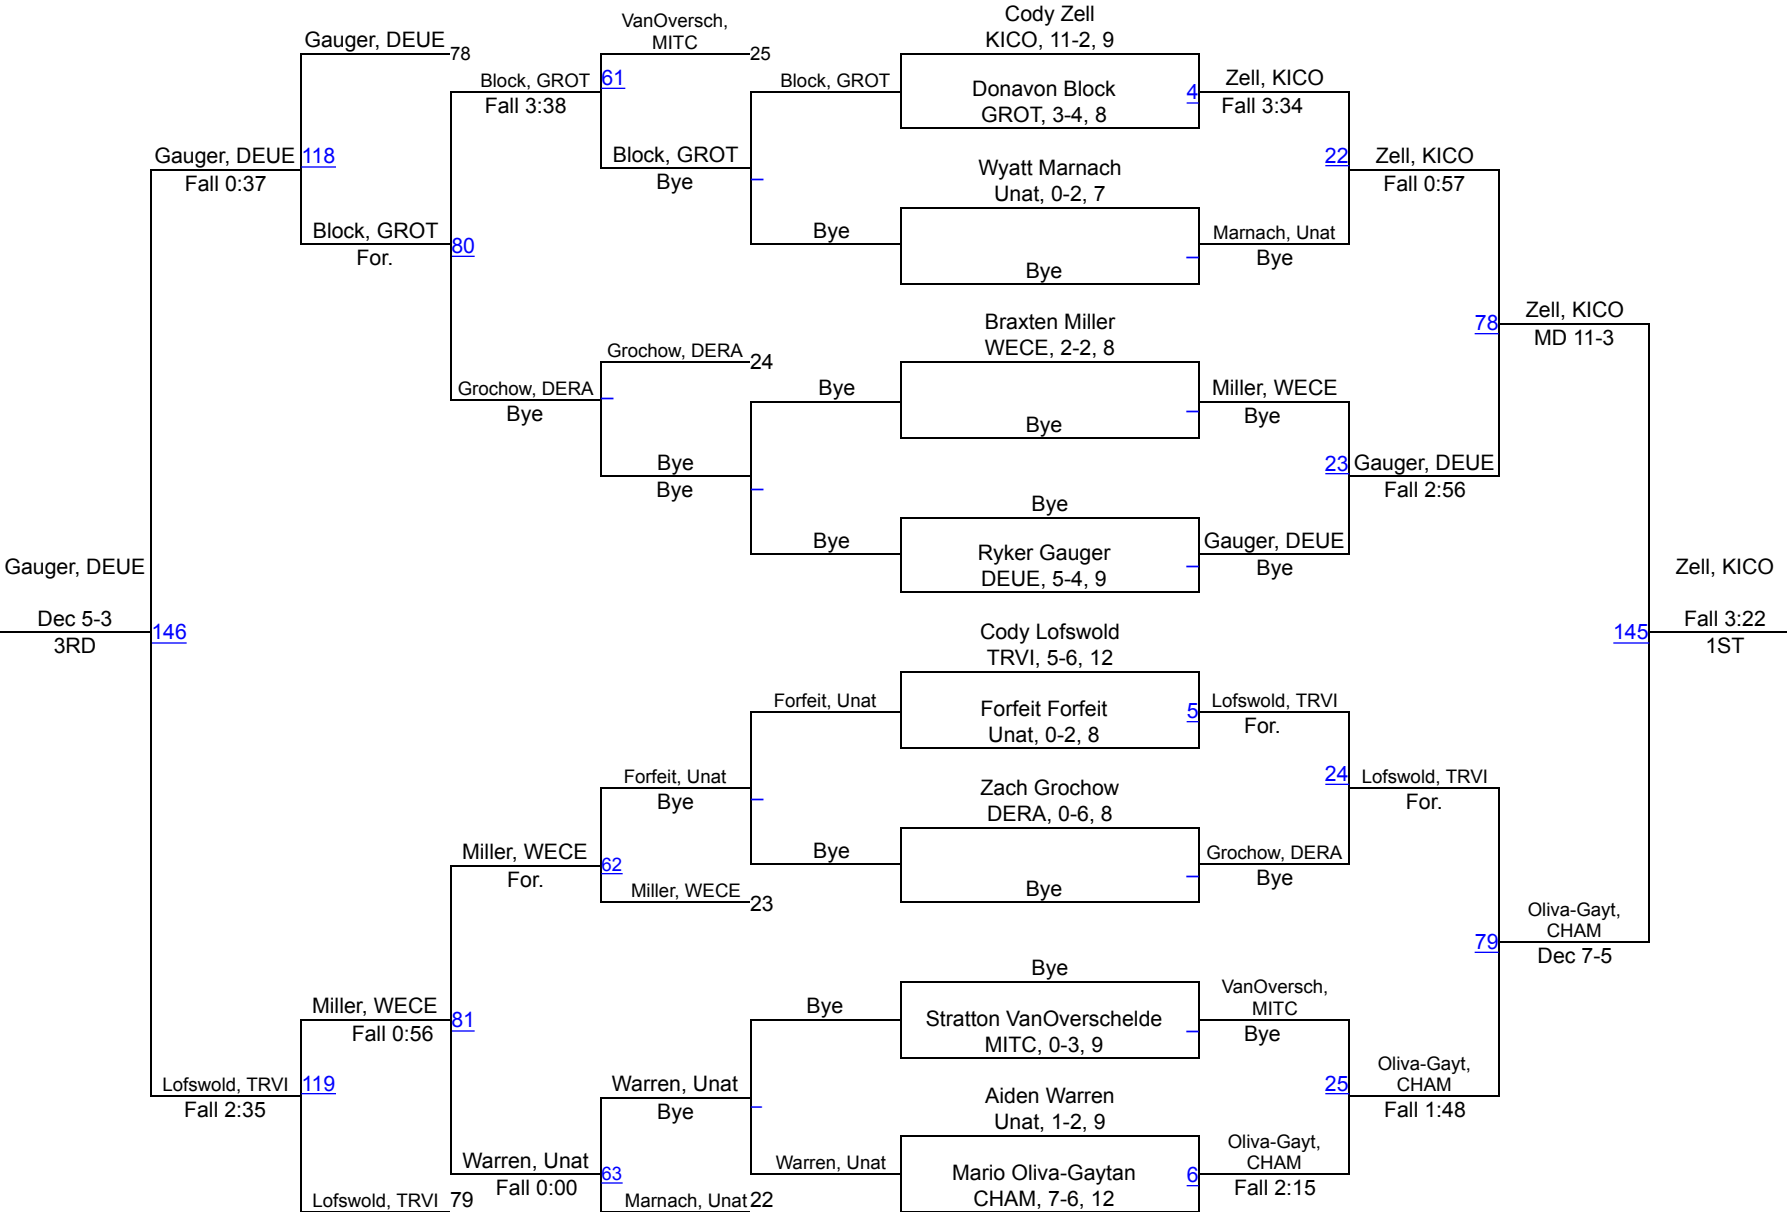 Gauger, DEUE
78
118
Gauger, DEUE
Fall 0:37
Block, GROT
For.
Block, GROT
Fall 3:38
80
VanOversch,
MITC
25
61
Block, GROT
Bye
Block, GROT
Bye
Grochow, DERA
24
Grochow, DERA
Bye
Bye
Bye
Bye
Bye
Cody Zell
KICO, 11-2, 9
Donavon Block
GROT, 3-4, 8
4
Zell, KICO
Fall 3:34
Wyatt Marnach
Unat, 0-2, 7
Bye
Marnach, Unat
Bye
22
Zell, KICO
Fall 0:57
Braxten Miller
WECE, 2-2, 8
Bye
Miller, WECE
Bye
23
Gauger, DEUE
Fall 2:56
Bye
Ryker Gauger
DEUE, 5-4, 9
Gauger, DEUE
Bye
78
Zell, KICO
MD 11-3
Gauger, DEUE
Dec 5-3
3RD
146
145
Zell, KICO
Fall 3:22
1ST
Cody Lofswold
TRVI, 5-6, 12
Forfeit Forfeit
Unat, 0-2, 8
5
Lofswold, TRVI
For.
Forfeit, Unat
Forfeit, Unat
Bye
Zach Grochow
DERA, 0-6, 8
Bye
Grochow, DERA
Bye
24
Lofswold, TRVI
For.
Bye
Miller, WECE
For.
62
Miller, WECE
23
Bye
Stratton VanOverschelde
MITC, 0-3, 9
VanOversch,
MITC
Bye
79
Oliva-Gayt,
CHAM
Dec 7-5
Bye
Miller, WECE
Fall 0:56
81
Warren, Unat
Bye
Aiden Warren
Unat, 1-2, 9
Mario Oliva-Gaytan
CHAM, 7-6, 12
6
Oliva-Gayt,
CHAM
Fall 2:15
25
Oliva-Gayt,
CHAM
Fall 1:48
Lofswold, TRVI
Fall 2:35
119
Warren, Unat
Fall 0:00
63
Warren, Unat
Lofswold, TRVI
79
Marnach, Unat
22